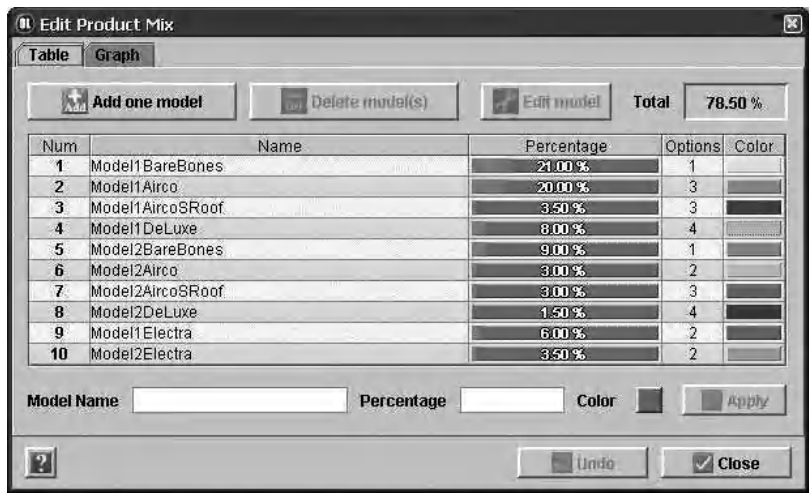 Edit Product Mix
Table Graph
Add one model Delete model(s) Edit model Total 78.50 %
Num Name Percentage Options Color
1 Model1BareBones 21.00 % 1
2 Model1Airco 20.00 % 3
3 Model1AircoSRoof 3.50 % 3
4 Model1DeLuxe 8.00 % 4
5 Model2BareBones 9.00 % 1
6 Model2Airco 3.00 % 2
7 Model2AircoSRoof 3.00 % 3
8 Model2DeLuxe 1.50 % 4
9 Model1Electra 6.00 % 2
10 Model2Electra 3.50 % 2
Model Name Percentage Color Apply
? Undo Close